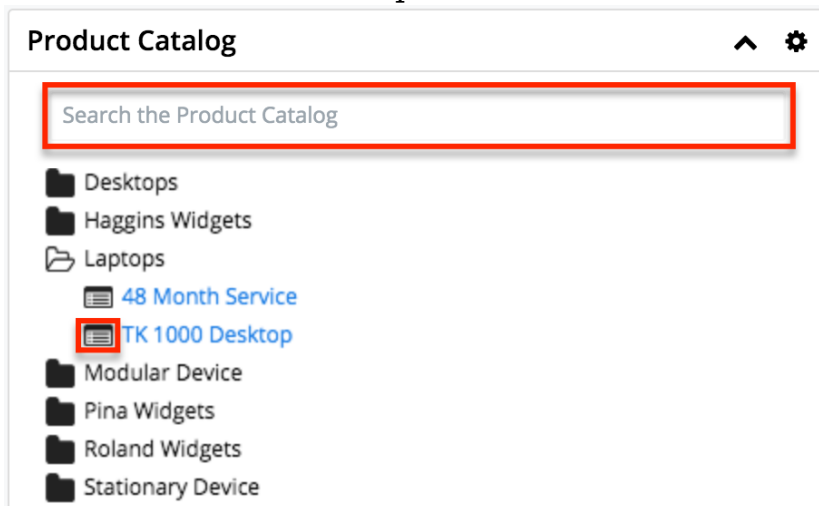 Product Catalog
Search the Product Catalog
Desktops
Haggins Widgets
Laptops
48 Month Service
TK 1000 Desktop
Modular Device
Pina Widgets
Roland Widgets
Stationary Device